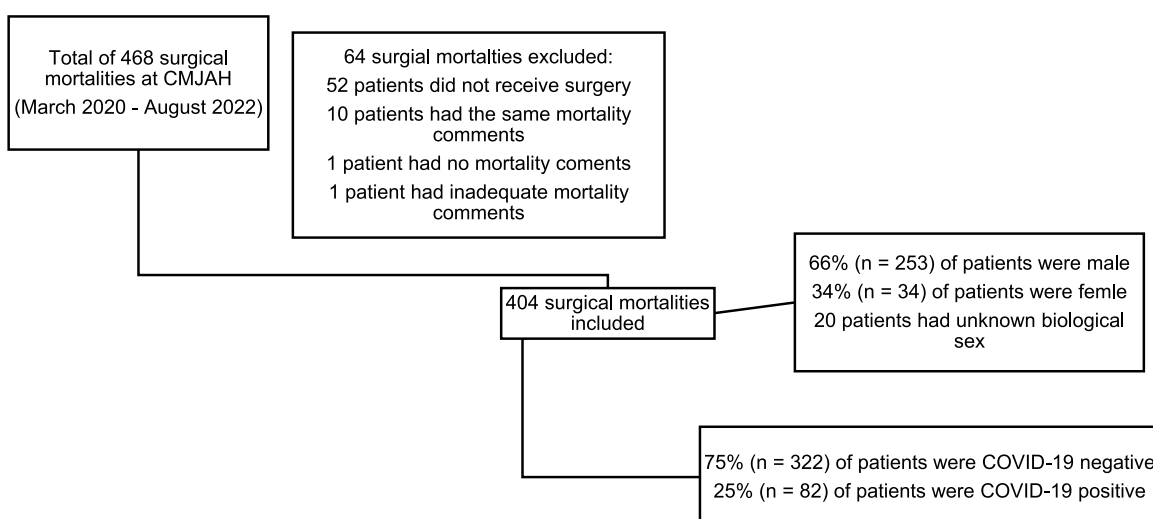 Total of 468 surgical
mortalities at CMJAH
(March 2020 - August 2022)
64 surgial mortalties excluded:
52 patients did not receive surgery
10 patients had the same mortality
comments
1 patient had no mortality coments
1 patient had inadequate mortality
comments
404 surgical mortalities
included
66% (n = 253) of patients were male
34% (n = 34) of patients were femle
20 patients had unknown biological
sex
75% (n = 322) of patients were COVID-19 negative
25% (n = 82) of patients were COVID-19 positive